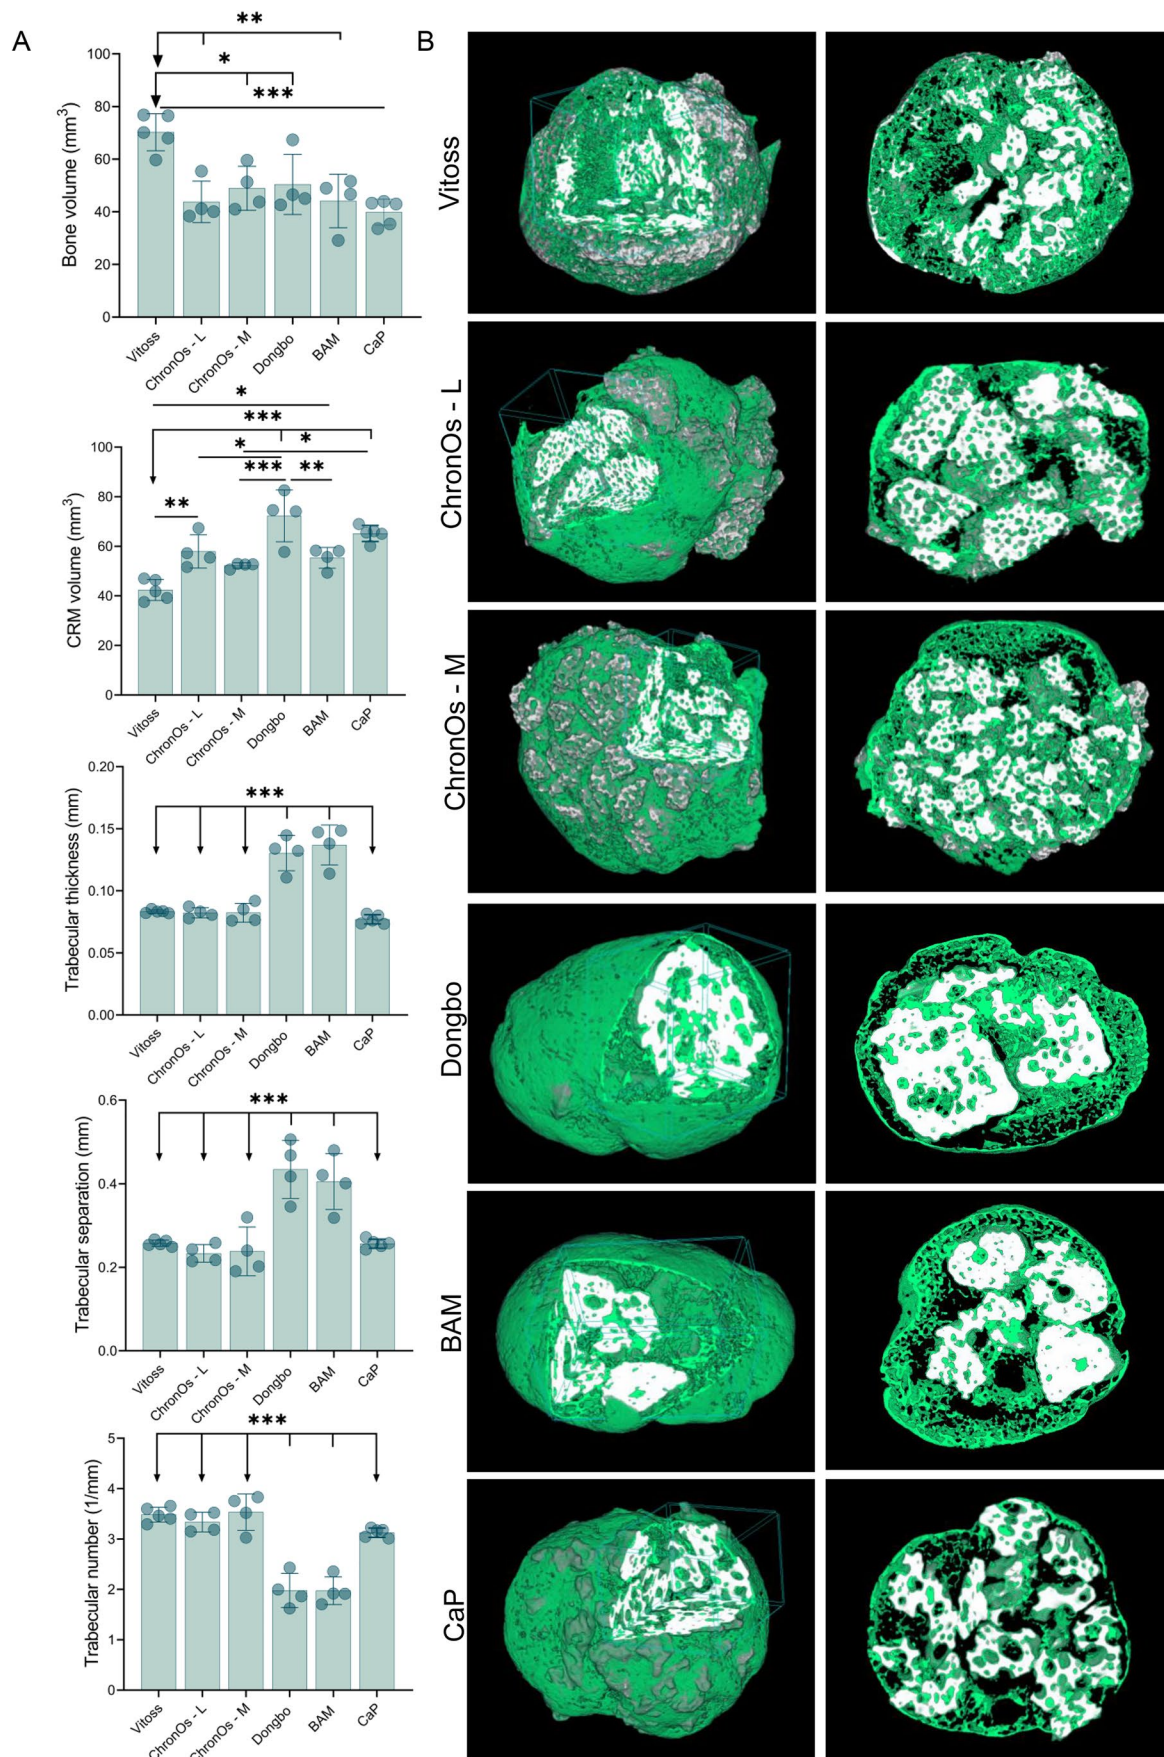 A
B
**
*
***
Bone volume (mm3)
100
80
60
40
20
0
Vitoss
ChronOs - L
ChronOs - M
Dongbo
BAM
CaP
*
***
*
*
***
**
**
CRM volume (mm3)
100
80
60
40
20
0
Vitoss
ChronOs - L
ChronOs - M
Dongbo
BAM
CaP
***
Trabecular thickness (mm)
0.20
0.15
0.10
0.05
0.00
Vitoss
ChronOs - L
ChronOs - M
Dongbo
BAM
CaP
***
Trabecular separation (mm)
0.6
0.4
0.2
0.0
Vitoss
ChronOs - L
ChronOs - M
Dongbo
BAM
CaP
***
Trabecular number (1/mm)
5
4
3
2
1
0
Vitoss
ChronOs - L
ChronOs - M
Dongbo
BAM
CaP
Vitoss
ChronOs - L
ChronOs - M
Dongbo
BAM
CaP